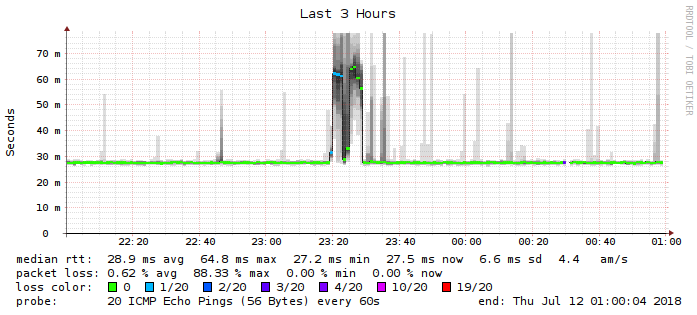 Last 3 Hours
RRDTOOL / TOBI OETIKER
Seconds
70 m
60 m
50 m
40 m
30 m
20 m
10 m
0
22:20 22:40 23:00 23:20 23:40 00:00 00:20 00:40 01:00
median rtt: 28.9 ms avg 64.8 ms max 27.2 ms min 27.5 ms now 6.6 ms sd 4.4 am/s
packet loss: 0.62 % avg 88.33 % max 0.00 % min 0.00 % now
loss color: 0 1/20 2/20 3/20 4/20 10/20 19/20
probe: 20 ICMP Echo Pings (56 Bytes) every 60s end: Thu Jul 12 01:00:04 2018